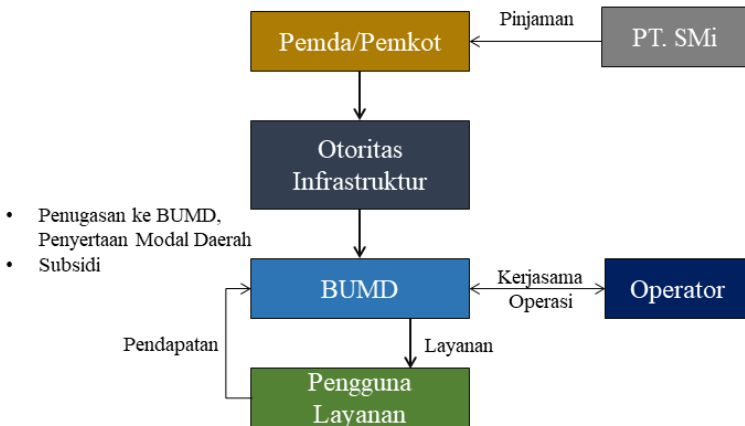 Pinjaman
Pemda/Pemkot
PT. SMi
Otoritas
Infrastruktur
• Penugasan ke BUMD,
Penyertaan Modal Daerah
• Subsidi
BUMD
Kerjasama
Operasi
Operator
Pendapatan
Layanan
Pengguna
Layanan